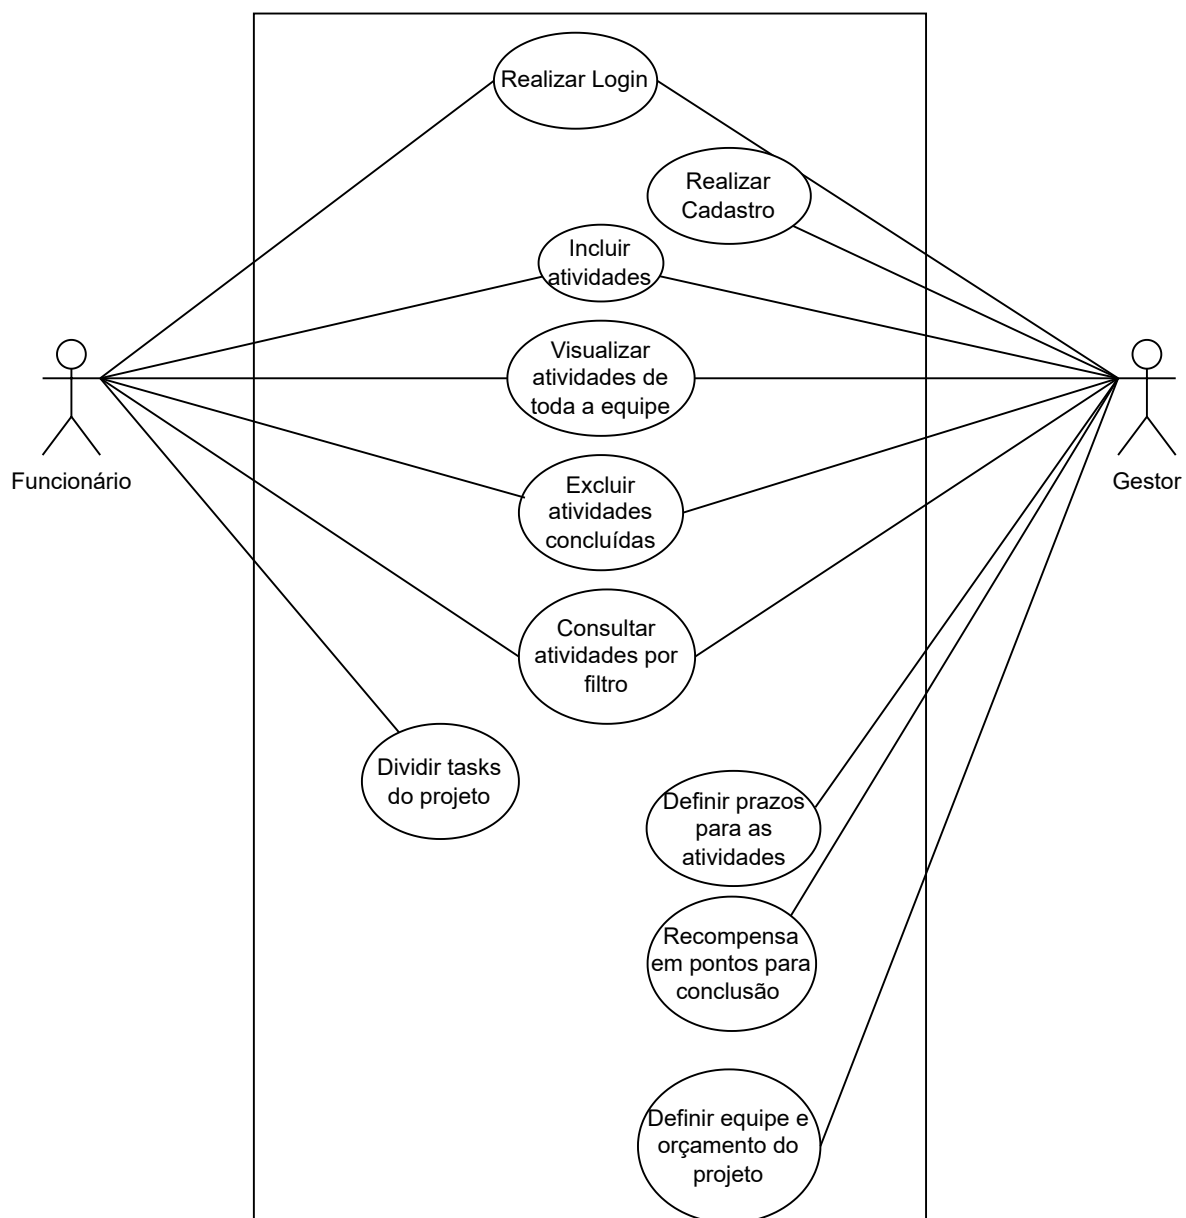 Realizar Login
Realizar
Cadastro
Incluir
atividades
Visualizar
atividades de
toda a equipe
Funcionário
Gestor
Excluir
atividades
concluídas
Consultar
atividades por
filtro
Dividir tasks
do projeto
Definir prazos
para as
atividades
Recompensa
em pontos para
conclusão
Definir equipe e
orçamento do
projeto